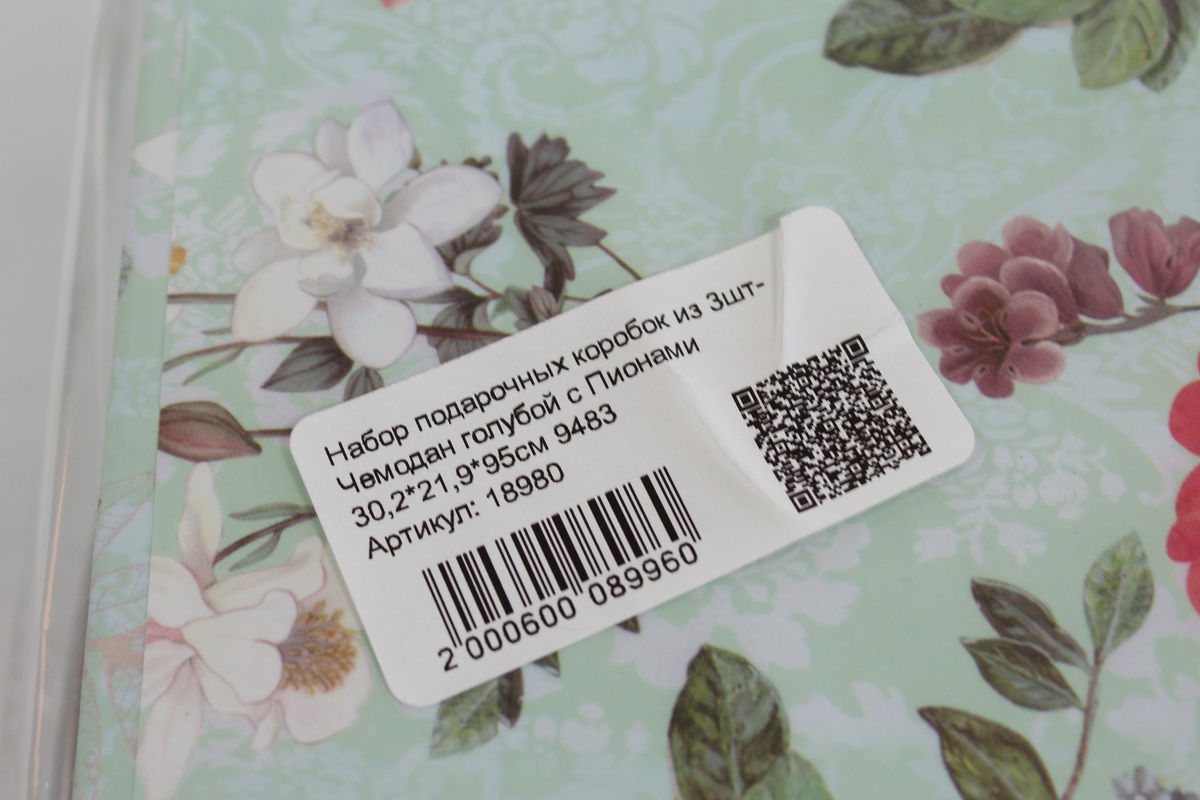 Набор подарочных коробок из 3шт-
Чемодан голубой с Пионами
30,2*21,9*95см 9483
Артикул: 18980
2 000600 089960